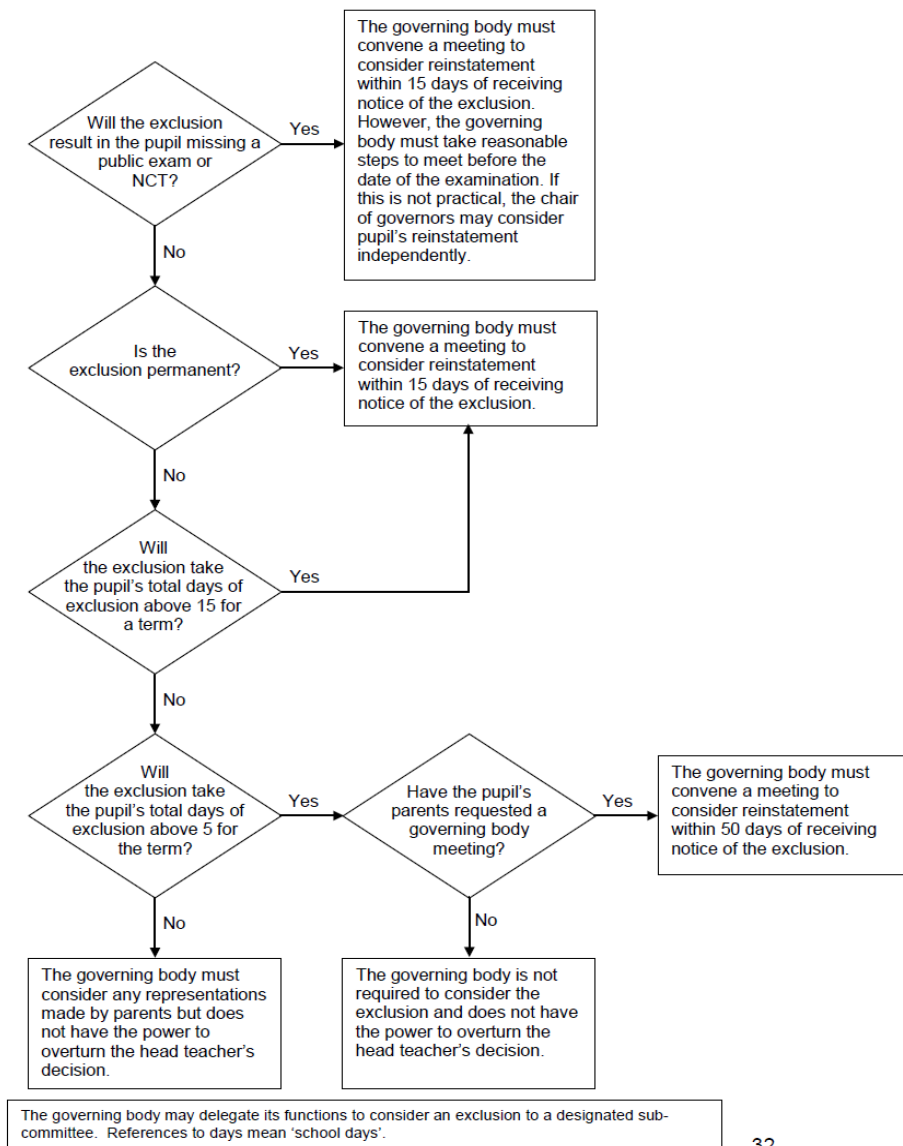 The governing body must
convene a meeting to
consider reinstatement
within 15 days of receiving
notice of the exclusion.
However, the governing
body must take reasonable
steps to meet before the
date of the examination. If
this is not practical, the chair
of governors may consider
pupil's reinstatement
independently.
Will the exclusion
result in the pupil missing a
public exam or
NCT?
Yes
No
Is the
exclusion permanent?
Yes
The governing body must
convene a meeting to
consider reinstatement
within 15 days of receiving
notice of the exclusion.
No
Will
the exclusion take
the pupil's total days of
exclusion above 15 for
a term?
Yes
No
Will
the exclusion take
the pupil's total days of
exclusion above 5 for
the term?
Yes
Have the pupil's
parents requested a
governing body
meeting?
Yes
The governing body must
convene a meeting to
consider reinstatement
within 50 days of receiving
notice of the exclusion.
No
No
The governing body must
consider any representations
made by parents but does
not have the power to
overturn the head teacher's
decision.
The governing body is not
required to consider the
exclusion and does not have
the power to overturn the
head teacher's decision.
The governing body may delegate its functions to consider an exclusion to a designated sub-
committee. References to days mean 'school days'.
32